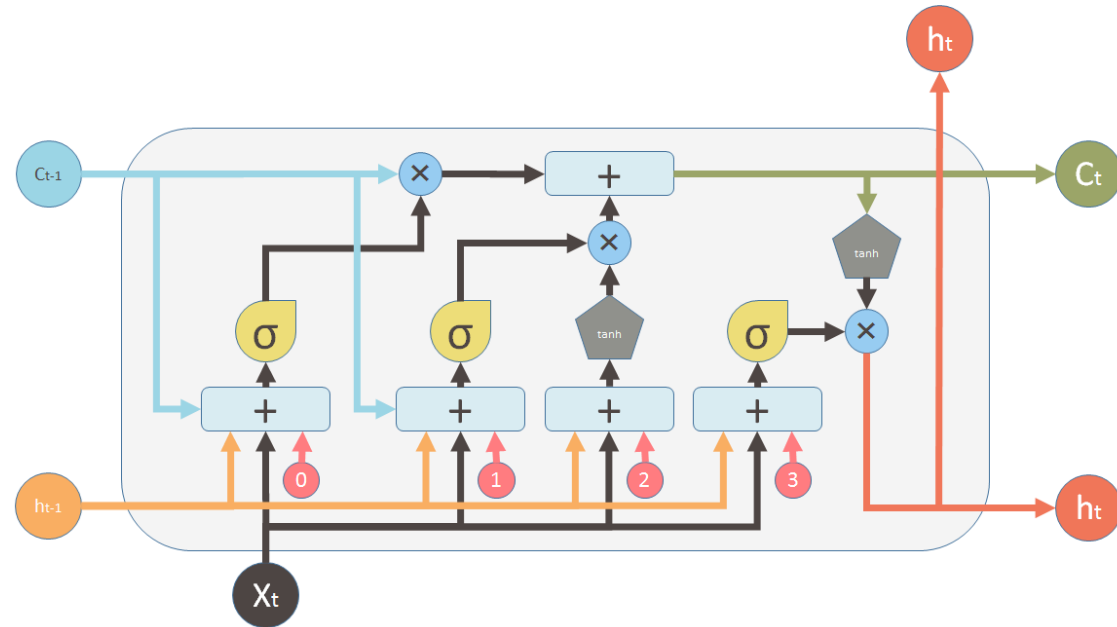 ht
Ct-1
×
+
Ct
×
tanh
σ
σ
tanh
σ
×
+
+
+
+
0
1
2
3
ht-1
ht
Xt